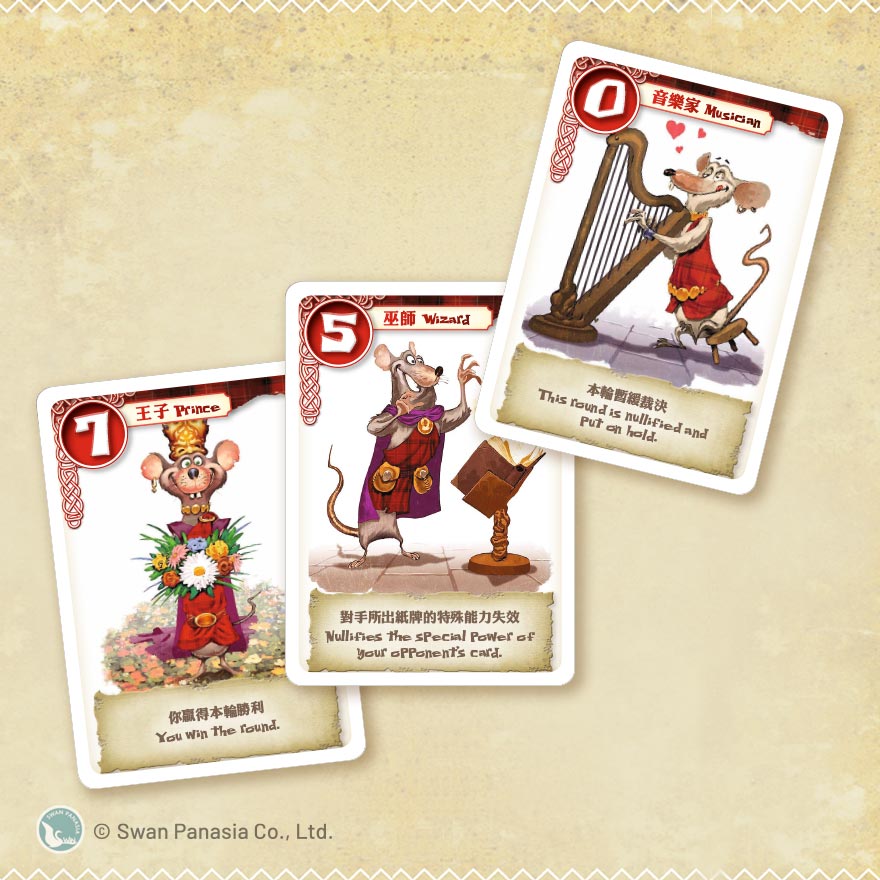 0
音樂家 Musician
本輪暫緩裁決
This round is nullified and
put on hold.
5
巫師 Wizard
對手所出紙牌的特殊能力失效
Nullifies the special power of
your opponent's card.
7
王子 Prince
你贏得本輪勝利
You win the round.
SWAN PANASIA
© Swan Panasia Co., Ltd.